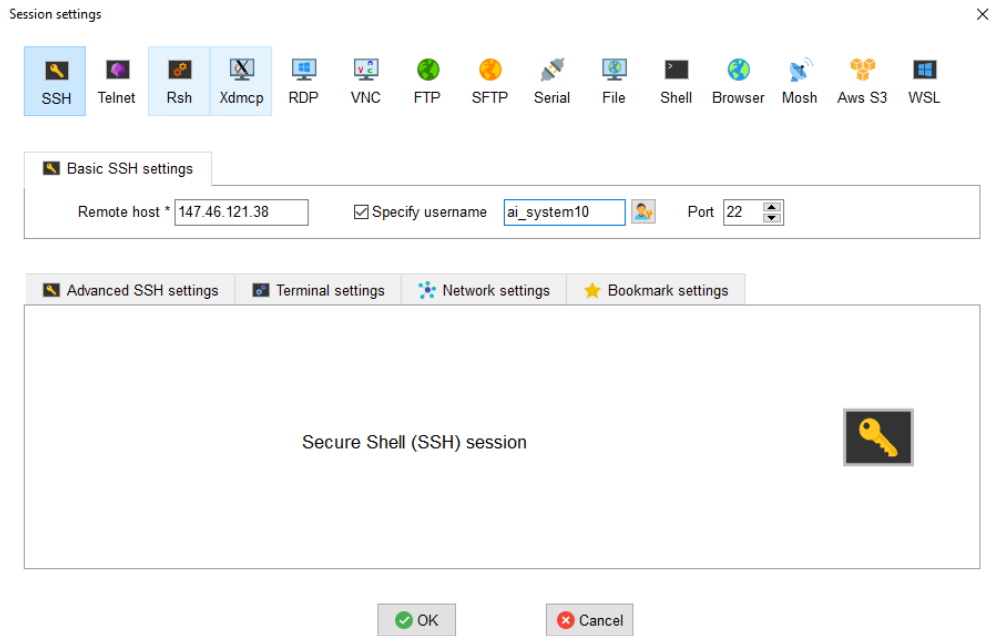 Session settings
SSH Telnet Rsh Xdmcp RDP VNC FTP SFTP Serial File Shell Browser Mosh Aws S3 WSL
Basic SSH settings
Remote host * 147.46.121.38 Specify username ai_system10 Port 22
Advanced SSH settings Terminal settings Network settings Bookmark settings
Secure Shell (SSH) session
OK Cancel